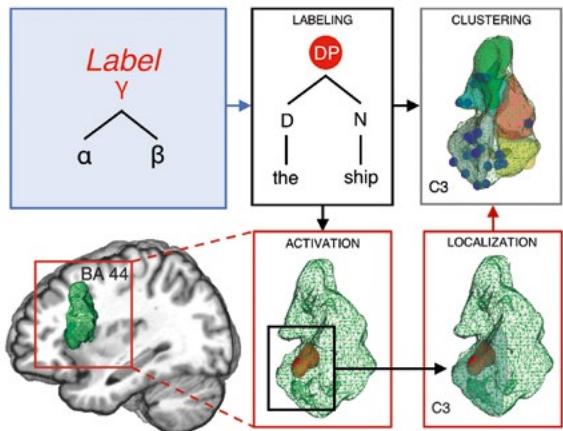 Label
γ
α β
LABELING
DP
D N
the ship
CLUSTERING
C3
BA 44
ACTIVATION
LOCALIZATION
C3